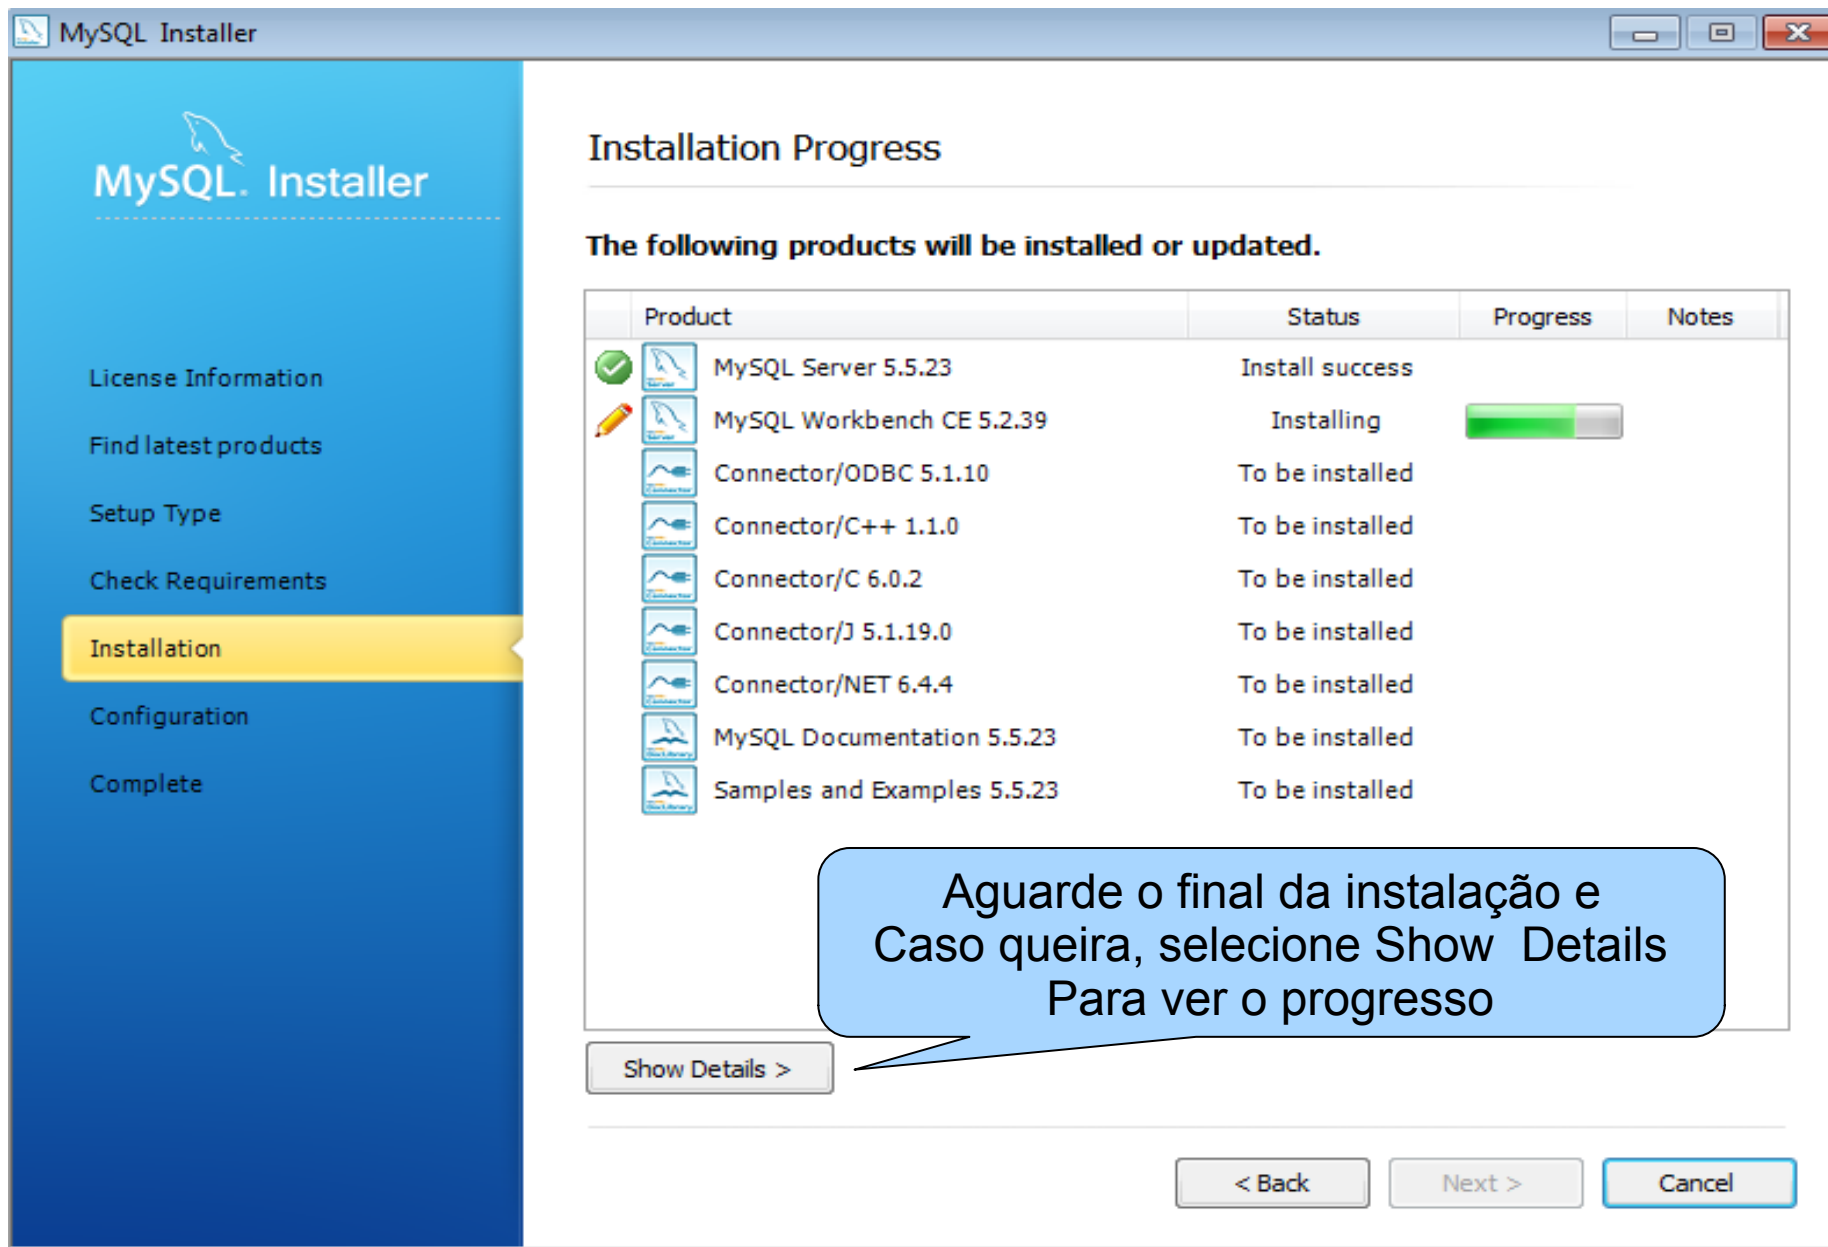 MySQL Installer
MySQL. Installer
License Information
Find latest products
Setup Type
Check Requirements
Installation
Configuration
Complete
Installation Progress
The following products will be installed or updated.
Product Status Progress Notes
MySQL Server 5.5.23 Install success
MySQL Workbench CE 5.2.39 Installing
Connector/ODBC 5.1.10 To be installed
Connector/C++ 1.1.0 To be installed
Connector/C 6.0.2 To be installed
Connector/J 5.1.19.0 To be installed
Connector/NET 6.4.4 To be installed
MySQL Documentation 5.5.23 To be installed
Samples and Examples 5.5.23 To be installed
Aguarde o final da instalação e
Caso queira, selecione Show Details
Para ver o progresso
Show Details >
< Back Next > Cancel